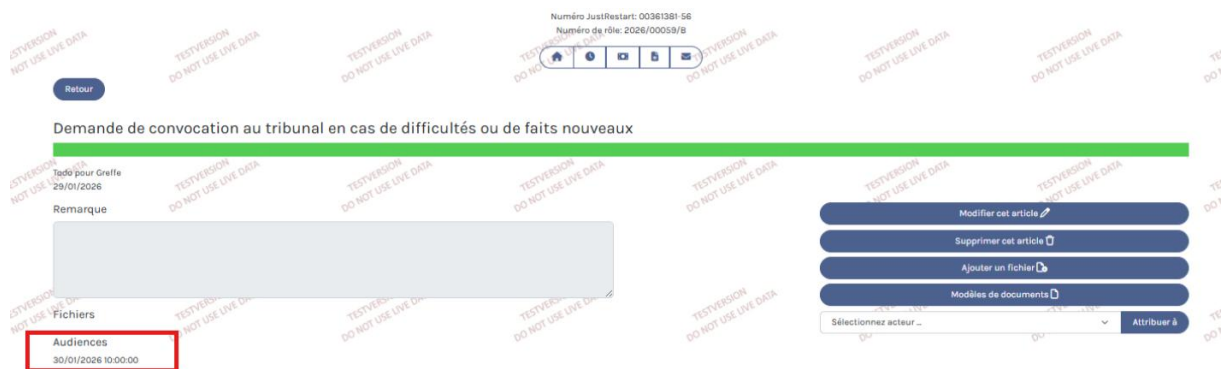 Numéro JustRestart: 00361381-56
Numéro de rôle: 2026/00059/B
Retour
Demande de convocation au tribunal en cas de difficultés ou de faits nouveaux
Todo pour Greffe
29/01/2026
Remarque
Modifier cet article
Supprimer cet article
Ajouter un fichier
Modèles de documents
Sélectionnez acteur ...
Attribuer à
Fichiers
Audiences
30/01/2026 10:00:00
TESTVERSION
DO NOT USE LIVE DATA